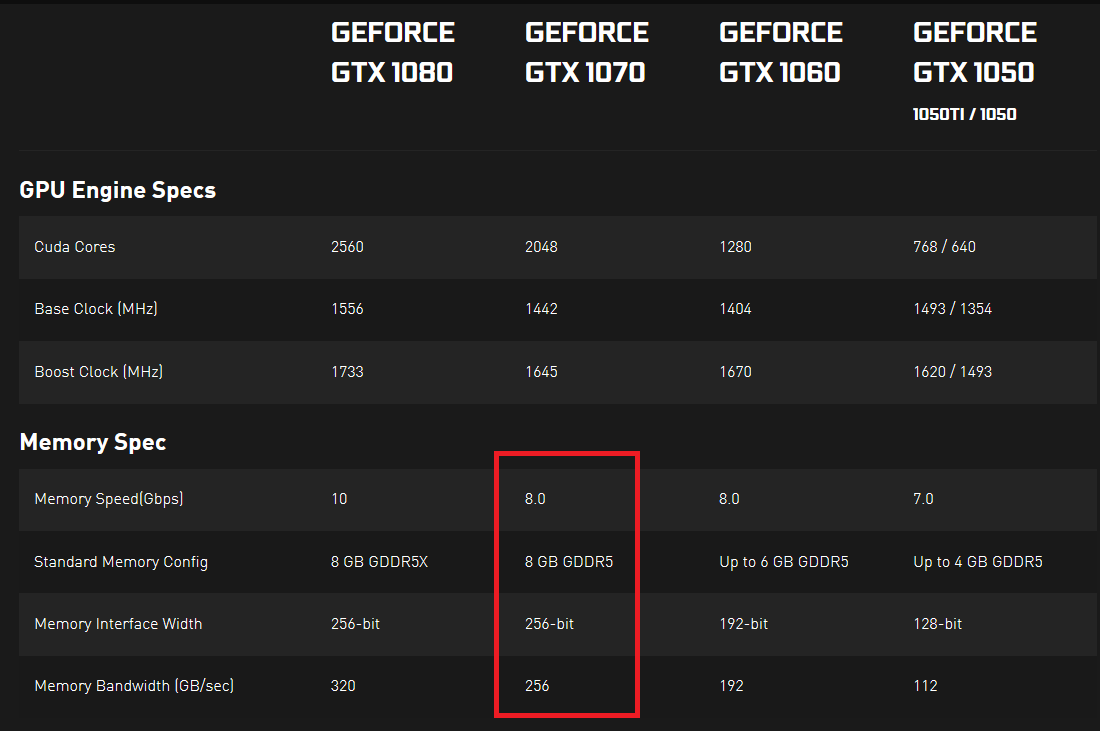 GEFORCE GEFORCE GEFORCE GEFORCE
GTX 1080 GTX 1070 GTX 1060 GTX 1050
1050TI / 1050
GPU Engine Specs
Cuda Cores 2560 2048 1280 768 / 640
Base Clock (MHz) 1556 1442 1404 1493 / 1354
Boost Clock (MHz) 1733 1645 1670 1620 / 1493
Memory Spec
Memory Speed(Gbps) 10 8.0 8.0 7.0
Standard Memory Config 8 GB GDDR5X 8 GB GDDR5 Up to 6 GB GDDR5 Up to 4 GB GDDR5
Memory Interface Width 256-bit 256-bit 192-bit 128-bit
Memory Bandwidth (GB/sec) 320 256 192 112